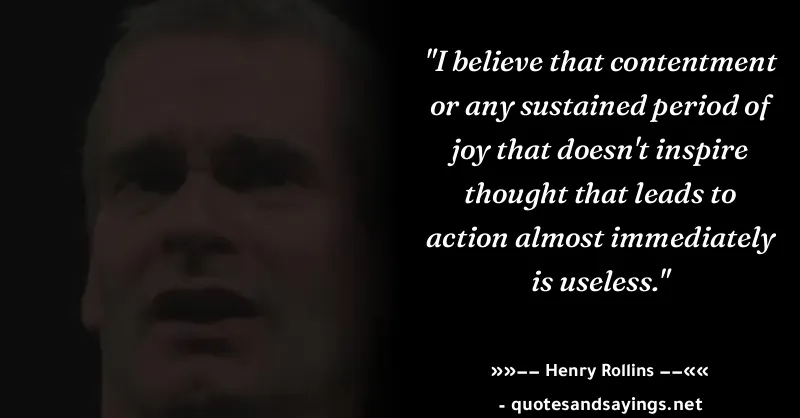 "I believe that contentment
or any sustained period of
joy that doesn't inspire
thought that leads to
action almost immediately
is useless."
»»–– Henry Rollins ––««
- quotesandsayings.net